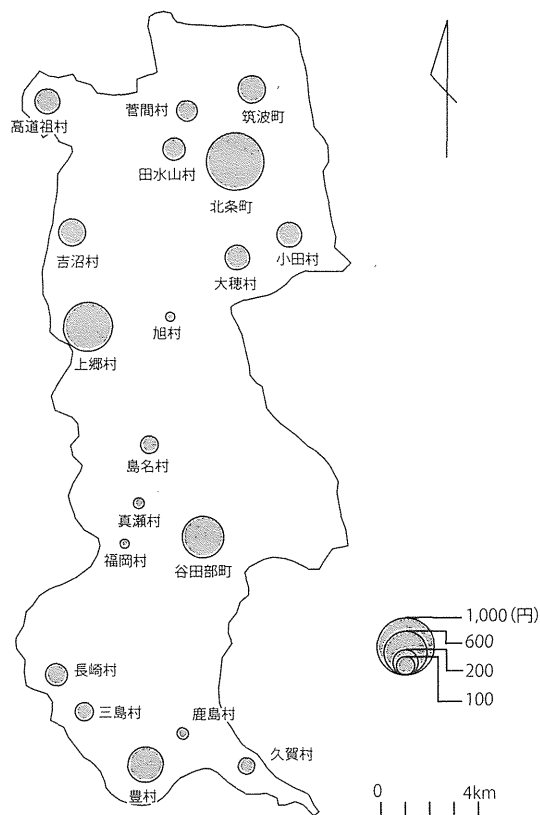 高道祖村
菅間村
筑波町
田水山村
北条町
吉沼村
小田村
大穂村
旭村
上郷村
島名村
真瀬村
福岡村
谷田部町
1,000(円)
600
200
100
長崎村
三島村
鹿島村
久賀村
豊村
0 4km